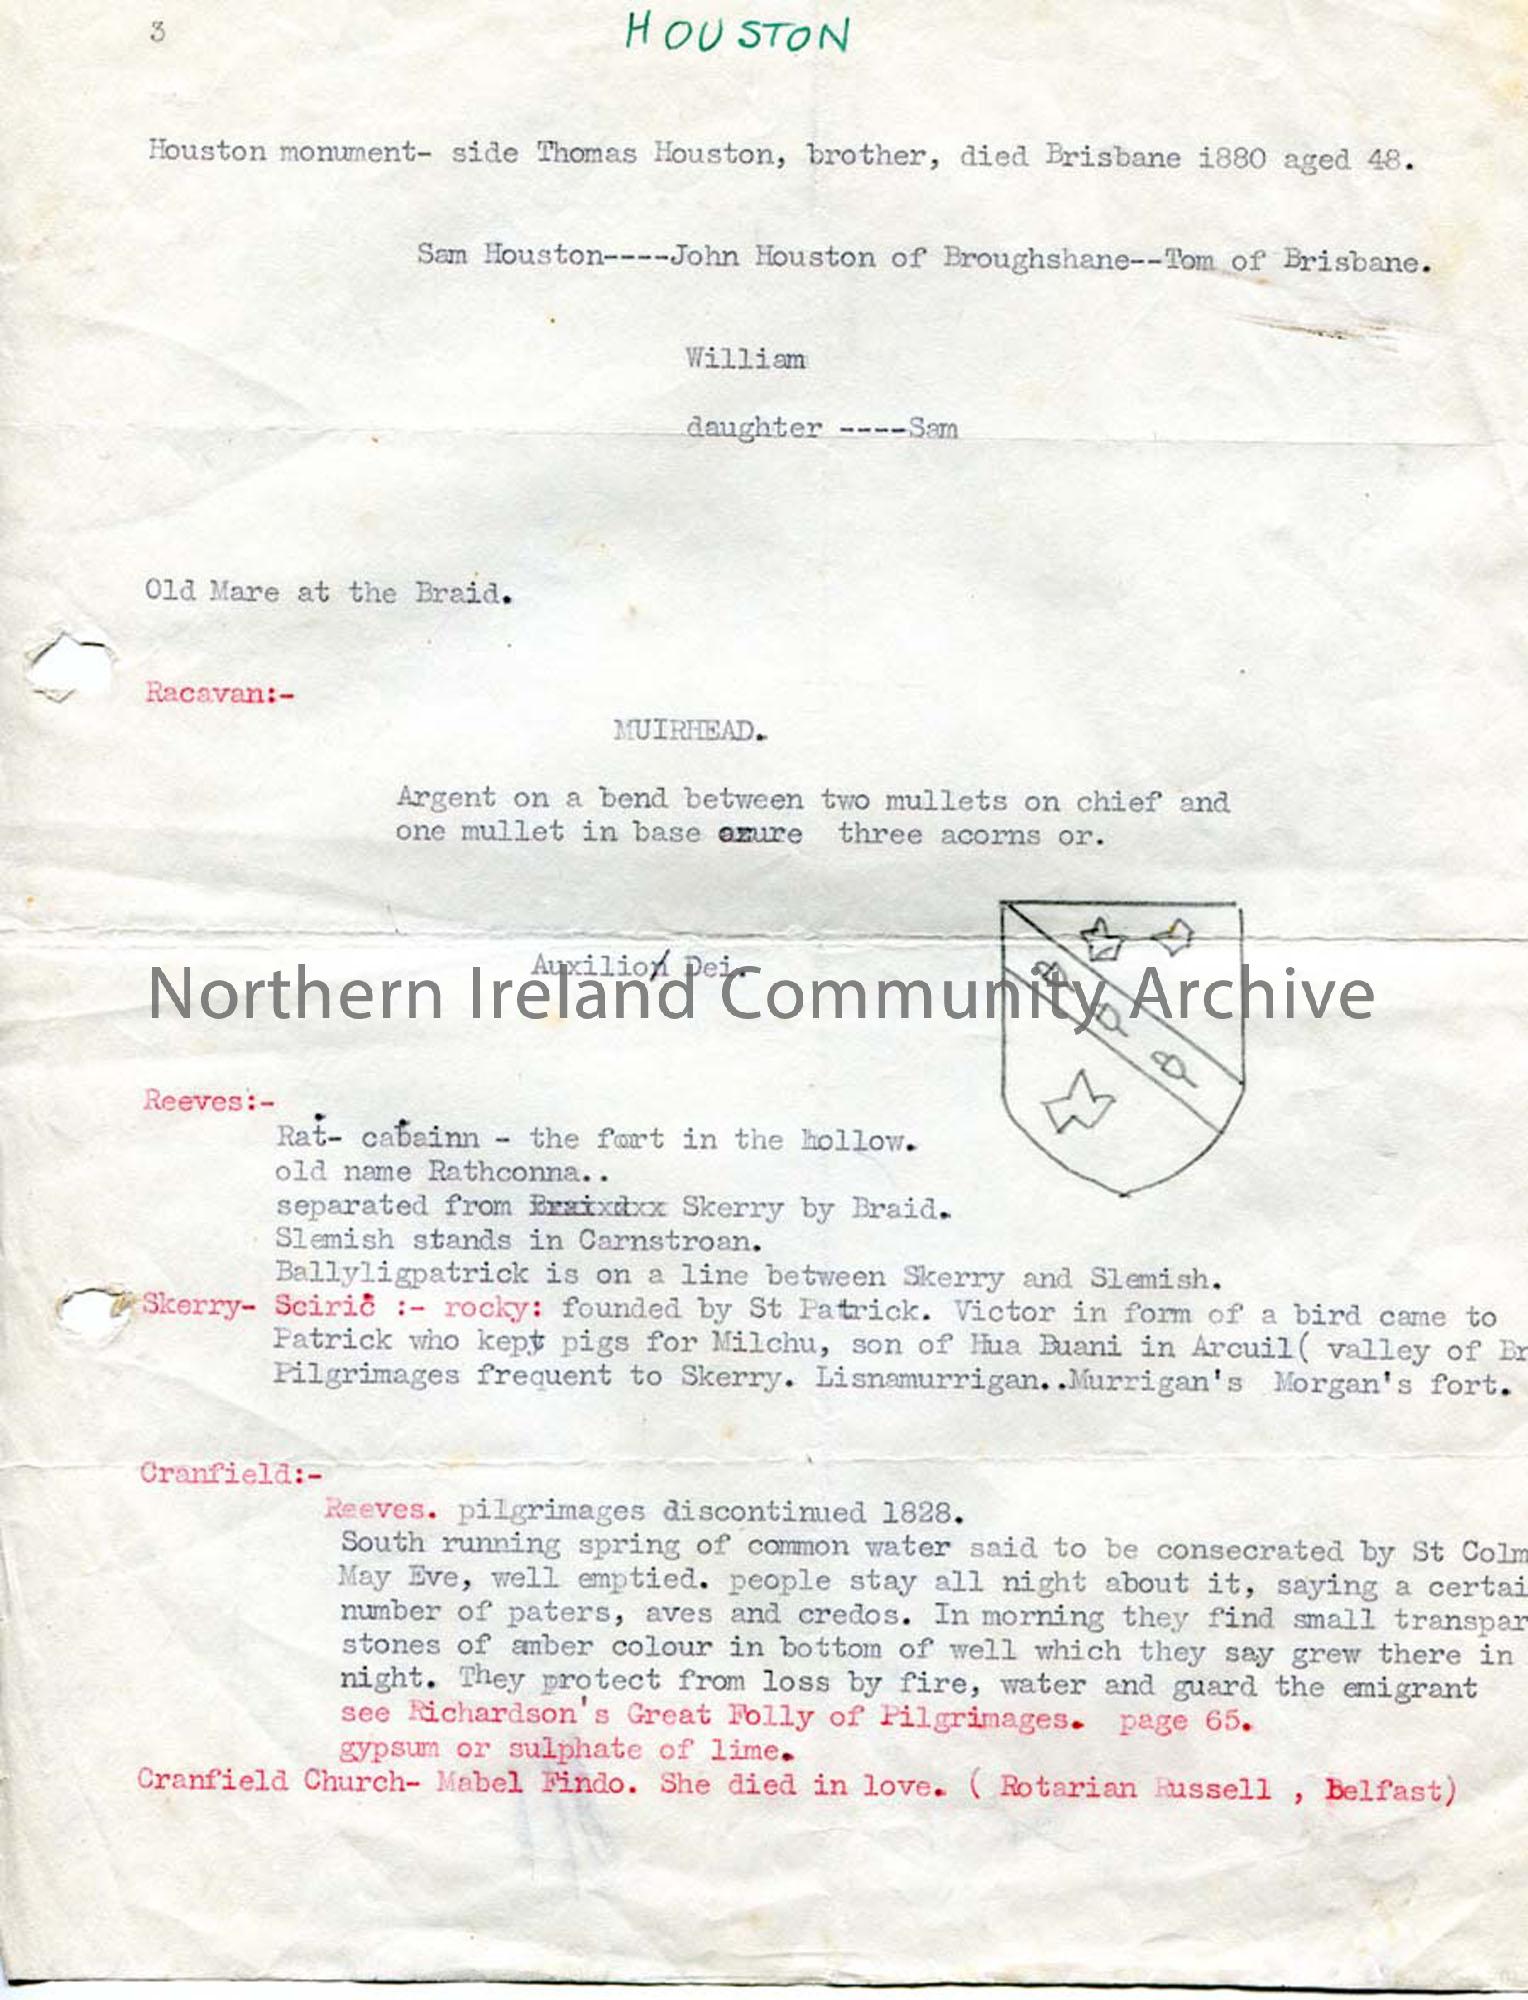 3
HOUSTON
Houston monument- side Thomas Houston, brother, died Brisbane i880 aged 48.
Sam Houston----John Houston of Broughshane--Tom of Brisbane.
William
daughter ----Sam
Old Mare at the Braid.
Racavan:-
MUIRHEAD.
Argent on a bend between two mullets on chief and
one mullet in base azure three acorns or.
Auxilio Dei.
Northern Ireland Community Archive
Reeves:-
Raṫ- caḃainn - the fort in the hollow.
old name Rathconna..
separated from Skerry by Braid.
Slemish stands in Carnstroan.
Ballyligpatrick is on a line between Skerry and Slemish.
Skerry- Sciriċ :- rocky: founded by St Patrick. Victor in form of a bird came to
Patrick who kept pigs for Milchu, son of Hua Buani in Arcuil( valley of Br
Pilgrimages frequent to Skerry. Lisnamurrigan..Murrigan's Morgan's fort.
Cranfield:-
Reeves. pilgrimages discontinued 1828.
South running spring of common water said to be consecrated by St Colm
May Eve, well emptied. people stay all night about it, saying a certai
number of paters, aves and credos. In morning they find small transpar
stones of amber colour in bottom of well which they say grew there in
night. They protect from loss by fire, water and guard the emigrant
see Richardson's Great Folly of Pilgrimages. page 65.
gypsum or sulphate of lime.
Cranfield Church- Mabel Findo. She died in love. ( Rotarian Russell , Belfast)